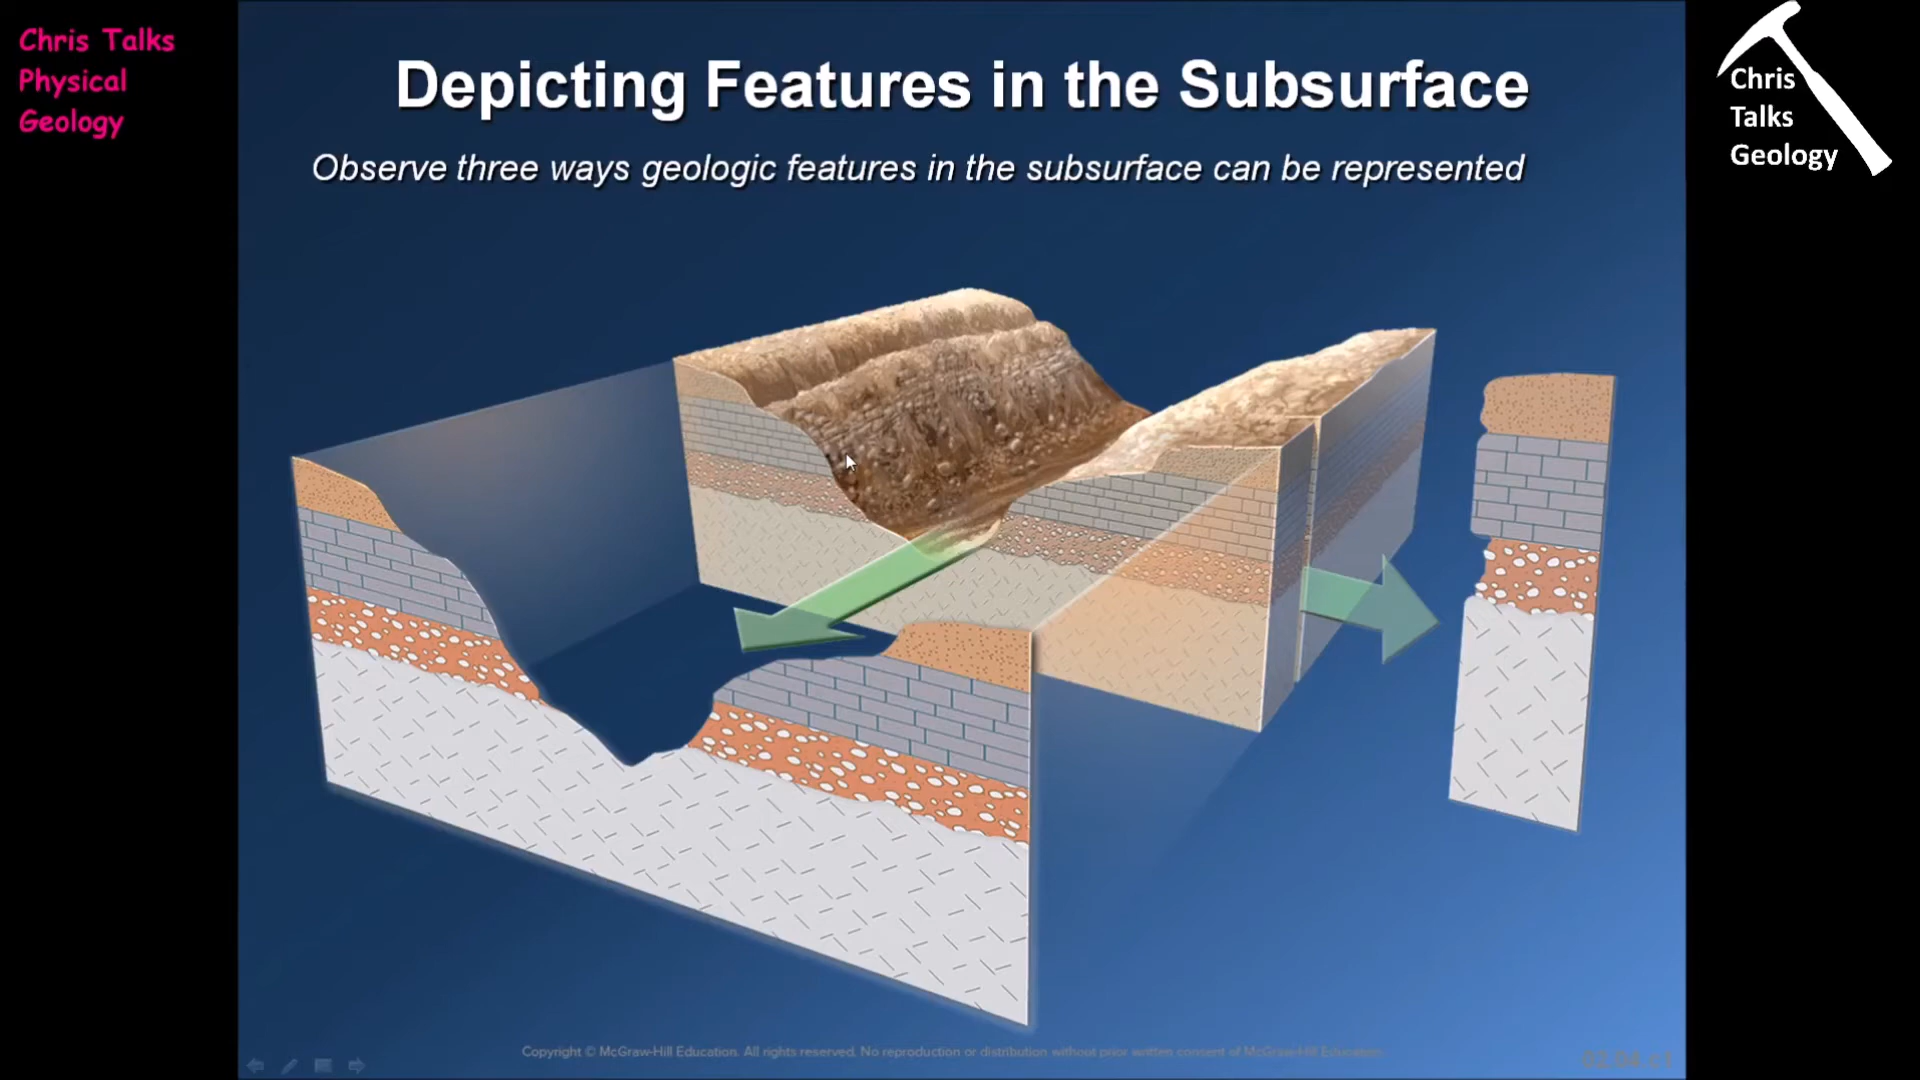 Chris Talks
Physical
Geology
Depicting Features in the Subsurface
Observe three ways geologic features in the subsurface can be represented
Chris
Talks
Geology
Copyright © McGraw-Hill Education. All rights reserved. No reproduction or distribution without prior written consent of McGraw-Hill Education.